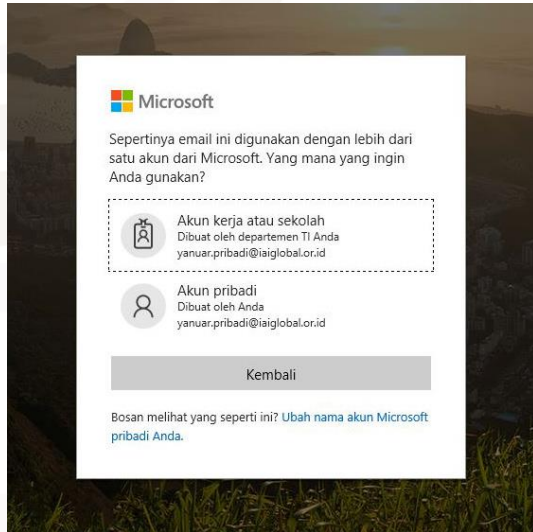 Microsoft
Sepertinya email ini digunakan dengan lebih dari
satu akun dari Microsoft. Yang mana yang ingin
Anda gunakan?
Akun kerja atau sekolah
Dibuat oleh departemen TI Anda
yanuar.pribadi@iaiglobal.or.id
Akun pribadi
Dibuat oleh Anda
yanuar.pribadi@iaiglobal.or.id
Kembali
Bosan melihat yang seperti ini? Ubah nama akun Microsoft
pribadi Anda.